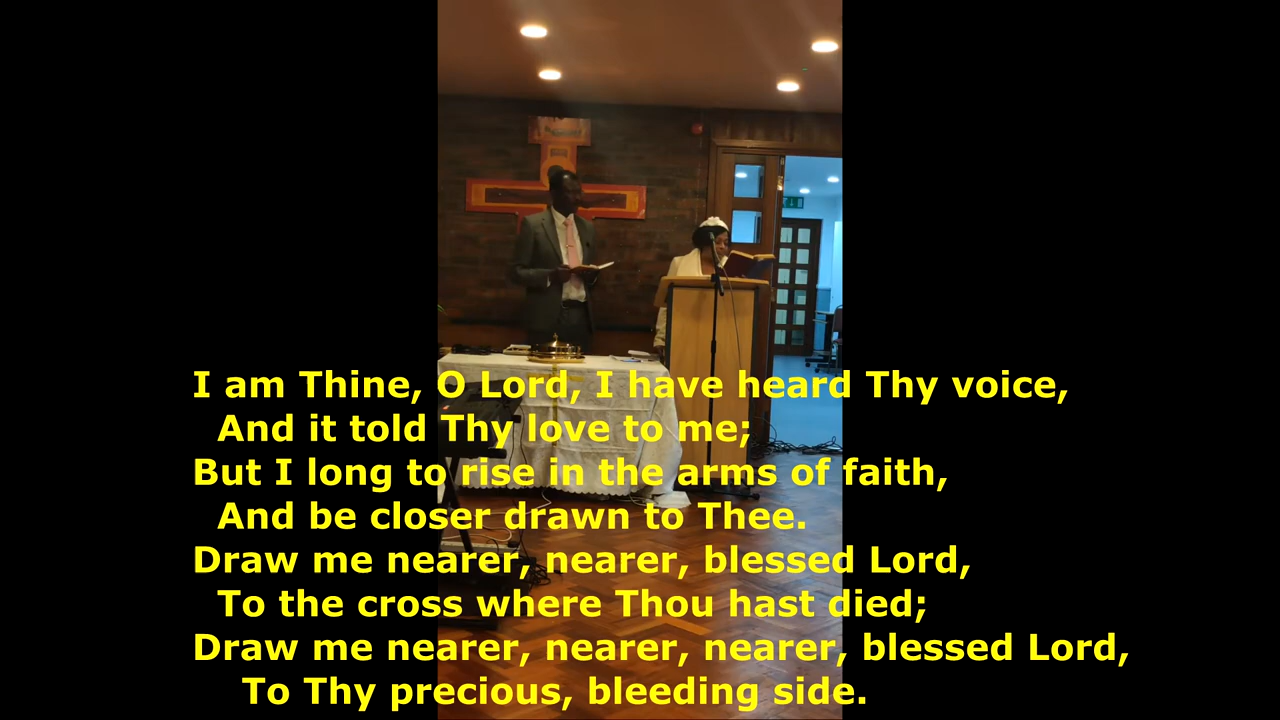 I am Thine, O Lord, I have heard Thy voice,
And it told Thy love to me;
But I long to rise in the arms of faith,
And be closer drawn to Thee.
Draw me nearer, nearer, blessed Lord,
To the cross where Thou hast died;
Draw me nearer, nearer, nearer, blessed Lord,
To Thy precious, bleeding side.